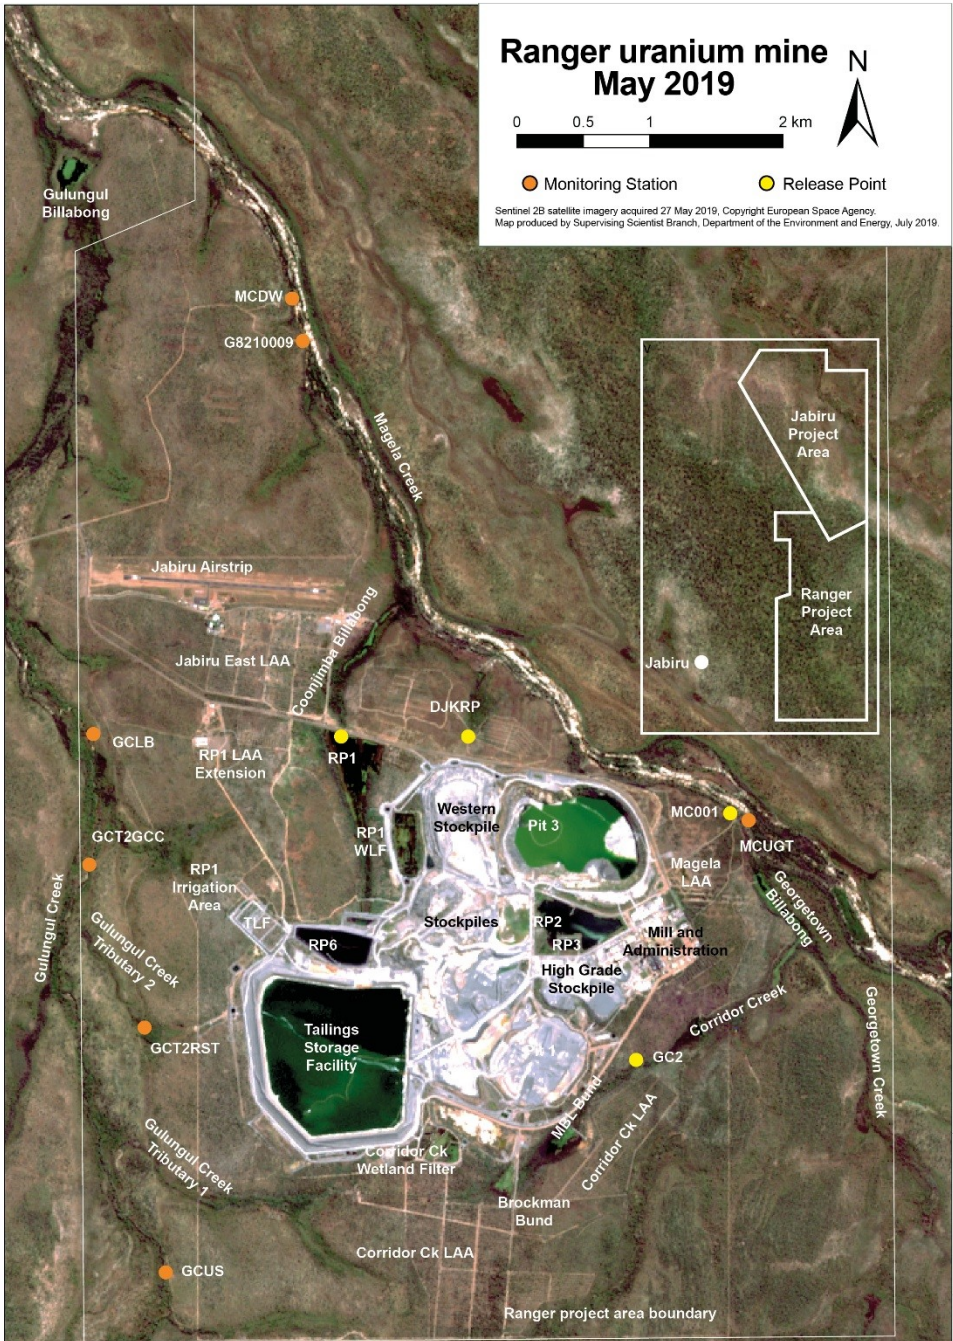 Ranger uranium mine
May 2019
N
0 0.5 1 2 km
Monitoring Station
Release Point
Sentinel 2B satellite imagery acquired 27 May 2019, Copyright European Space Agency.
Map produced by Supervising Scientist Branch, Department of the Environment and Energy, July 2019.
Gulungul
Billabong
MCDW
G8210009
Magela Creek
Jabiru
Project
Area
Ranger
Project
Area
Jabiru
Jabiru Airstrip
Jabiru East LAA
Coonjimba Billabong
DJKRP
GCLB
RP1 LAA
Extension
RP1
Western
Stockpile
Pit 3
MC001
MCUGT
RP1
WLF
Magela
LAA
GCT2GCC
RP1
Irrigation
Area
Georgetown
Billabong
Gulungul Creek
Gulungul Creek
Tributary 2
TLF
Stockpiles
RP2
RP3
Mill and
Administration
RP6
High Grade
Stockpile
Corridor Creek
Georgetown Creek
Tailings
Storage
Facility
GCT2RST
GC2
MBL Bund
Corridor Ck LAA
Gulungul Creek
Tributary 1
Corridor Ck
Wetland Filter
Brockman
Bund
Corridor Ck LAA
GCUS
Ranger project area boundary